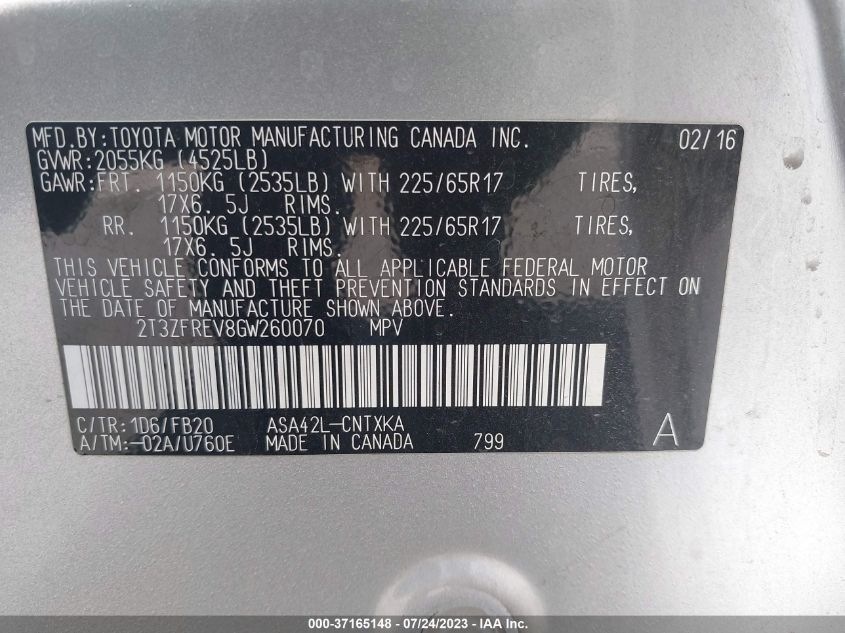 MFD.BY:TOYOTA MOTOR MANUFACTURING CANADA INC. 02/16
GVWR:2055KG (4525LB)
GAWR:FRT. 1150KG (2535LB) WITH 225/65R17 TIRES,
17X6. 5J RIMS.
RR. 1150KG (2535LB) WITH 225/65R17 TIRES,
17X6. 5J RIMS.
THIS VEHICLE CONFORMS TO ALL APPLICABLE FEDERAL MOTOR
VEHICLE SAFETY AND THEFT PREVENTION STANDARDS IN EFFECT ON
THE DATE OF MANUFACTURE SHOWN ABOVE.
2T3ZFREV8GW260070 MPV
C/TR:1D6/FB20 ASA42L-CNTXKA
A/TM:-02A/U760E MADE IN CANADA 799 A
000-37165148 - 07/24/2023 - IAA Inc.